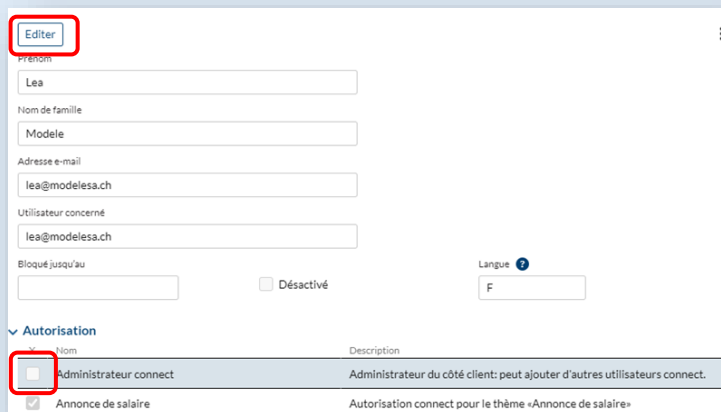 Editer
Prénom
Lea
Nom de famille
Modele
Adresse e-mail
lea@modelesa.ch
Utilisateur concerné
lea@modelesa.ch
Bloqué jusqu'au
Désactivé
Langue ?
F
Autorisation
X Nom Description
Administrateur connect Administrateur du côté client: peut ajouter d'autres utilisateurs connect.
Annonce de salaire Autorisation connect pour le thème «Annonce de salaire»